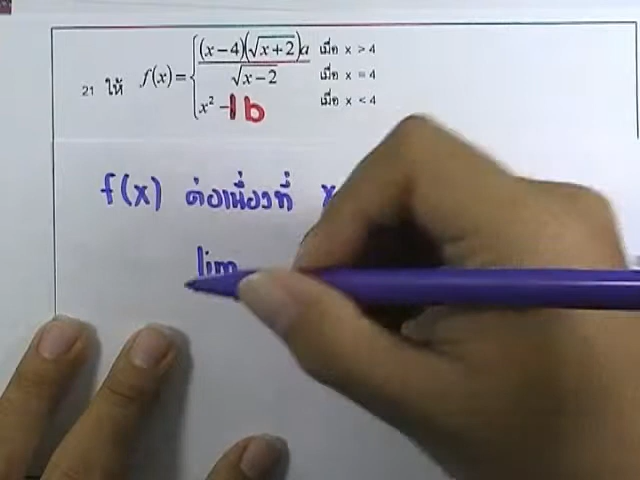 21 ให้ f(x) = { (x-4)(√x+2)a / √x-2 เมื่อ x > 4
เมื่อ x = 4
x² -1b เมื่อ x < 4
f(x) ต่อเนื่องที่ x
lim